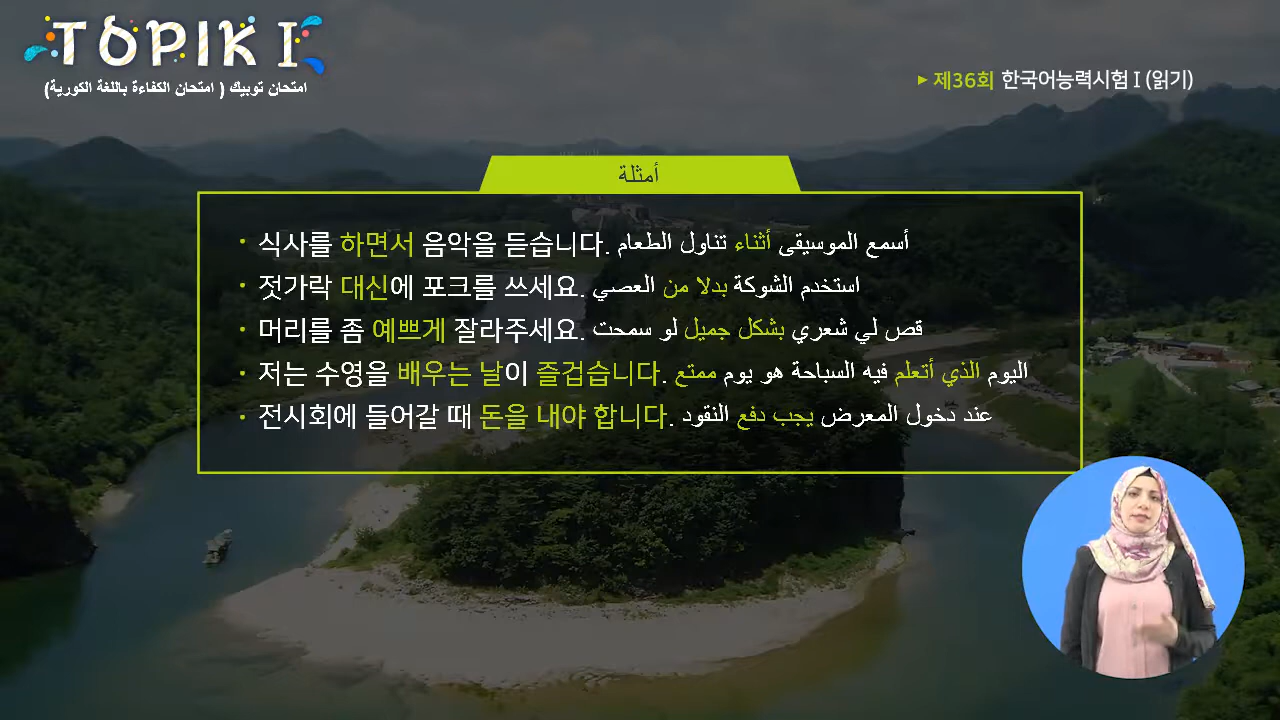 TOPIK I
امتحان توبيك ( امتحان الكفاءة باللغة الكورية)
▶ 제36회 한국어능력시험 I (읽기)
أمثلة
• 식사를 하면서 음악을 듣습니다. أسمع الموسيقى أثناء تناول الطعام
• 젓가락 대신에 포크를 쓰세요. استخدم الشوكة بدلا من العصي
• 머리를 좀 예쁘게 잘라주세요. قص لي شعري بشكل جميل لو سمحت
• 저는 수영을 배우는 날이 즐겁습니다. اليوم الذي أتعلم فيه السباحة هو يوم ممتع
• 전시회에 들어갈 때 돈을 내야 합니다. عند دخول المعرض يجب دفع النقود